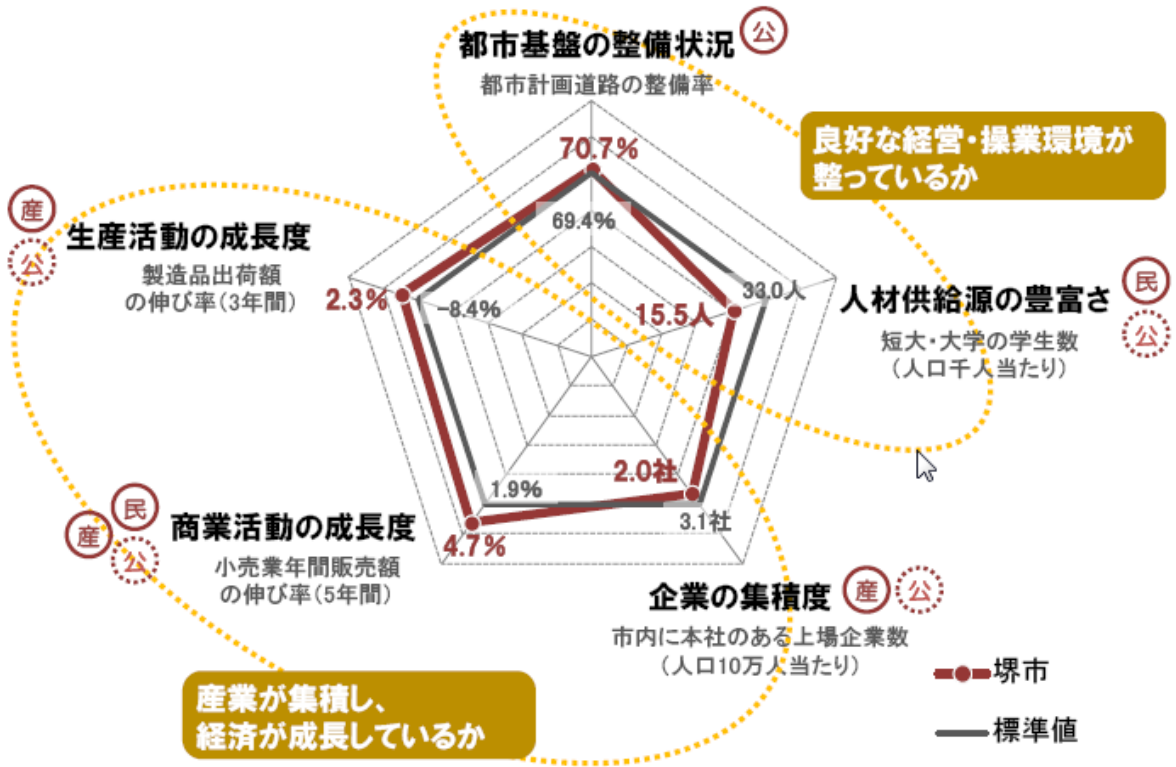 都市基盤の整備状況 公
都市計画道路の整備率
良好な経営・操業環境が
整っているか
70.7%
69.4%
産
公
生産活動の成長度
製造品出荷額
の伸び率(3年間)
2.3%
-8.4%
民
公
人材供給源の豊富さ
短大・大学の学生数
(人口千人当たり)
33.0人
15.5人
民
産
公
商業活動の成長度
小売業年間販売額
の伸び率(5年間)
1.9%
4.7%
2.0社
3.1社
企業の集積度 産 公
市内に本社のある上場企業数
(人口10万人当たり)
産業が集積し、
経済が成長しているか
堺市
標準値